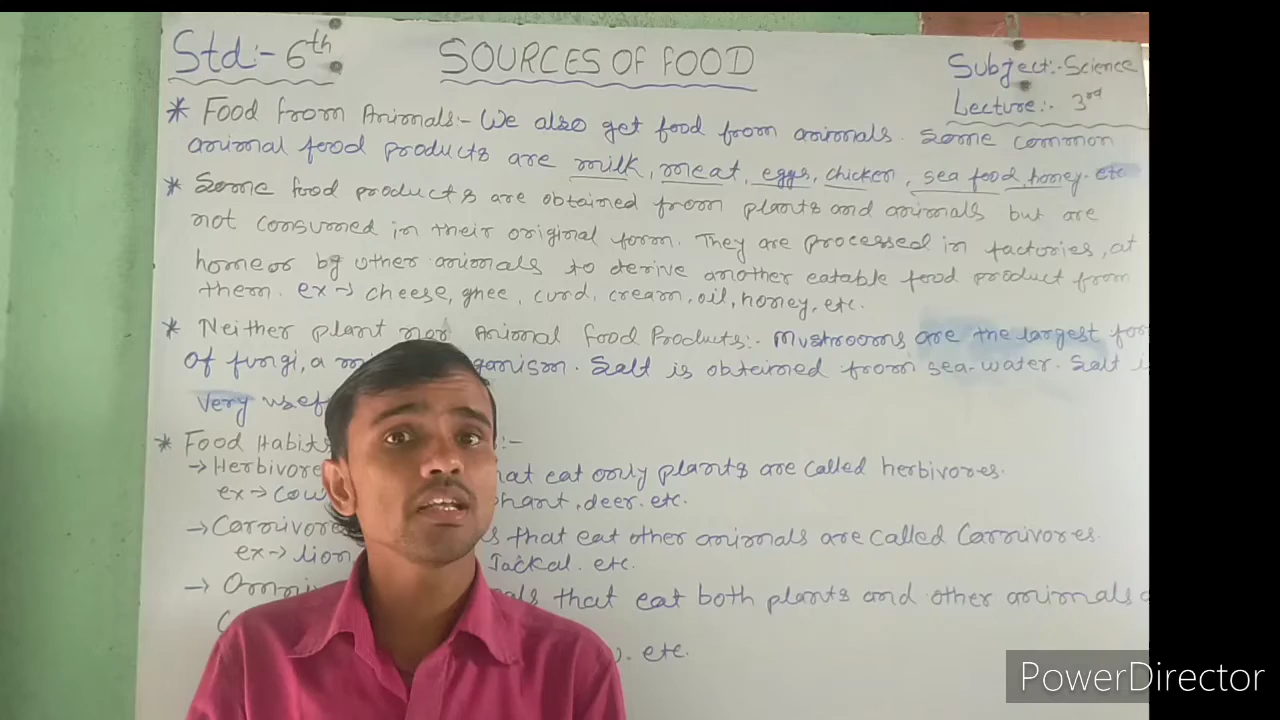 Std:- 6th
SOURCES OF FOOD
Subject:- Science
Lecture:- 3rd
* Food from Animals:- We also get food from animals. Some common
animal food products are milk, meat, eggs, chicken, sea food, honey. etc
* Some food products are obtained from plants and animals but are
not consumed in their original form. They are processed in factories, at
home or by other animals to derive another eatable food product from
them. ex → cheese, ghee, curd, cream, oil, honey, etc.
* Neither plant nor Animal Food Products:- Mustrooms are the largest
of fungi, a Salt is obtained from sea-water. Salt
very
* Food Habits :-
→ Herbivore eat only plants are called herbivores.
ex → cow , deer. etc.
→ Carnivore that eat other animals are called Carnivores.
ex → lion Jackal. etc.
→ that eat both plants and other animals
etc.
PowerDirector